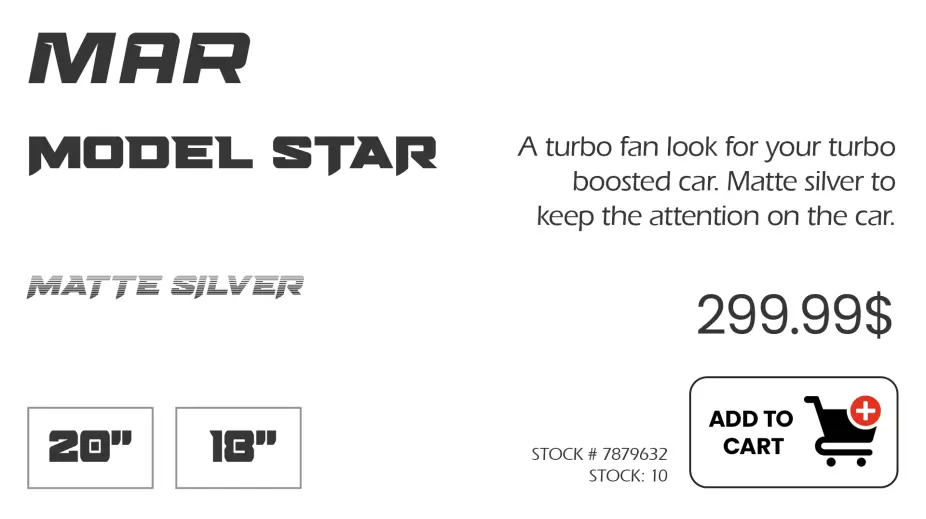 MAR
MODEL STAR
A turbo fan look for your turbo
boosted car. Matte silver to
keep the attention on the car.
MATTE SILVER
299.99$
20"
18"
ADD TO
CART
STOCK # 7879632
STOCK: 10